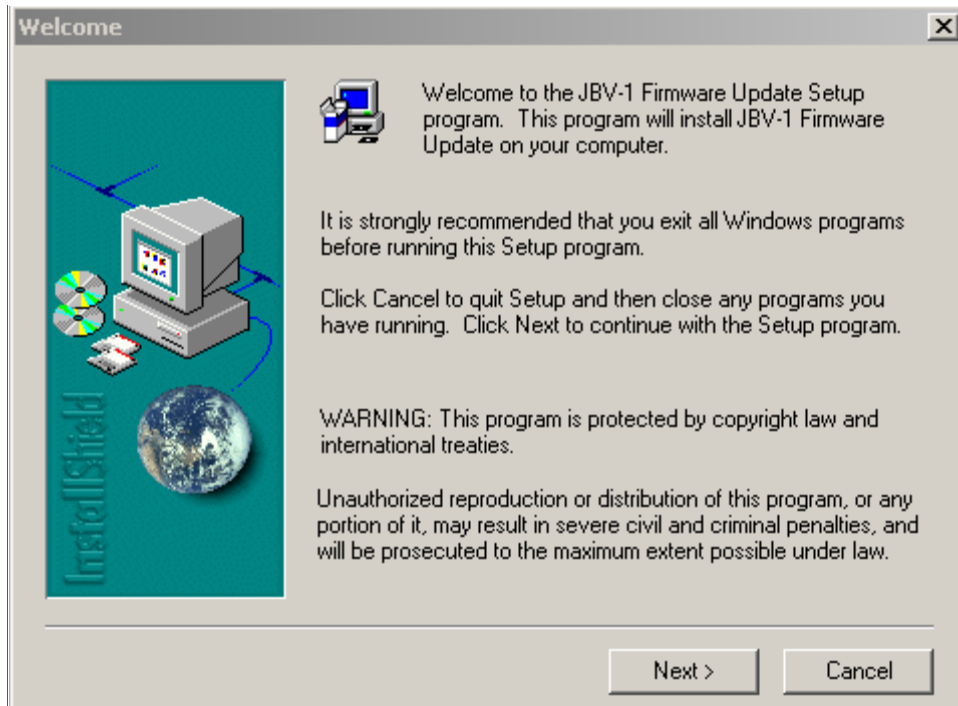 Welcome
Welcome to the JBV-1 Firmware Update Setup
program.  This program will install JBV-1 Firmware
Update on your computer.
It is strongly recommended that you exit all Windows programs
before running this Setup program.
Click Cancel to quit Setup and then close any programs you
have running.  Click Next to continue with the Setup program.
WARNING: This program is protected by copyright law and
international treaties.
Unauthorized reproduction or distribution of this program, or any
portion of it, may result in severe civil and criminal penalties, and
will be prosecuted to the maximum extent possible under law.
InstallShield
Next >
Cancel